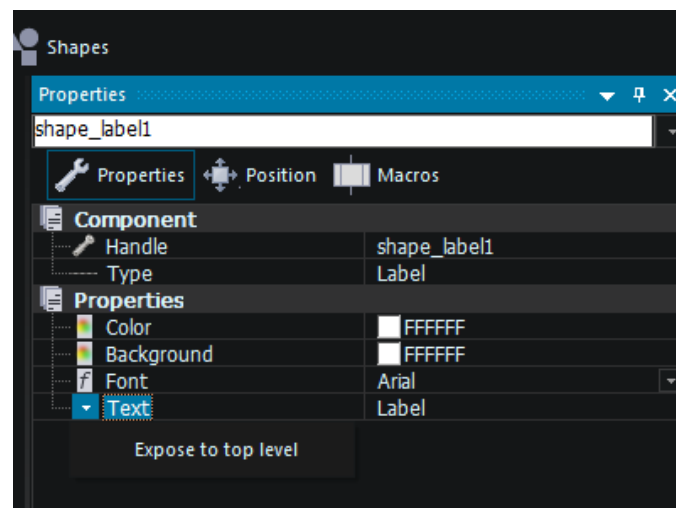 Shapes
Properties
shape_label1
Properties Position Macros
Component
Handle shape_label1
Type Label
Properties
Color FFFFFF
Background FFFFFF
f Font Arial
Text Label
Expose to top level